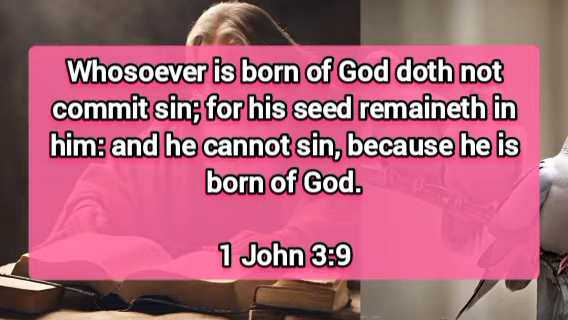 Whosoever is born of God doth not
commit sin; for his seed remaineth in
him: and he cannot sin, because he is
born of God.
1 John 3:9